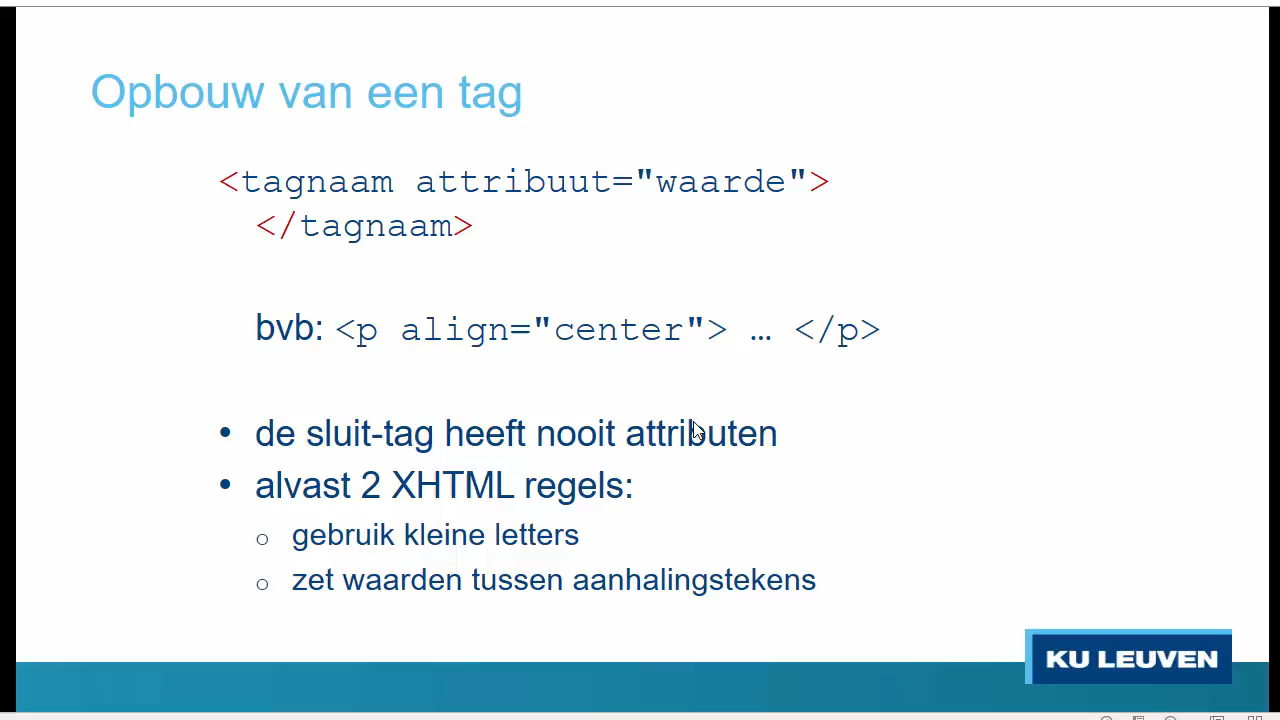 Opbouw van een tag
<tagnaam attribuut="waarde">
</tagnaam>
bvb: <p align="center"> … </p>
• de sluit-tag heeft nooit attributen
• alvast 2 XHTML regels:
o gebruik kleine letters
o zet waarden tussen aanhalingstekens
KU LEUVEN